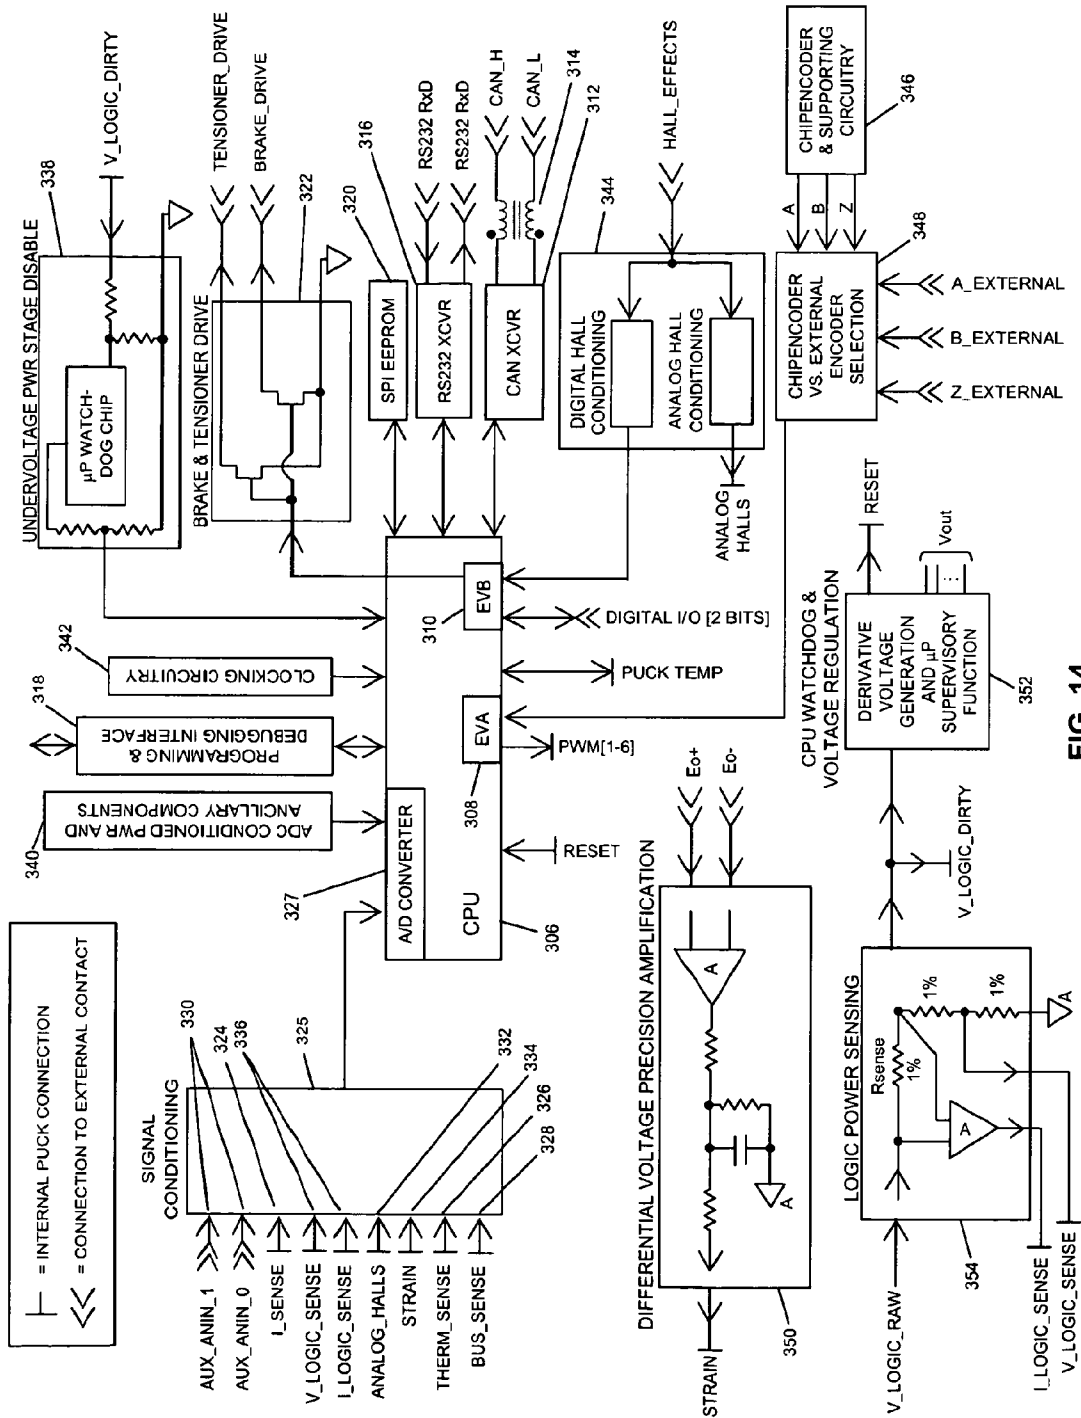 = INTERNAL PUCK CONNECTION
= CONNECTION TO EXTERNAL CONTACT
340
ADC CONDITIONED PWR AND
ANCILLARY COMPONENTS
318
PROGRAMMING &
DEBUGGING INTERFACE
342
CLOCKING CIRCUITRY
UNDERVOLTAGE PWR STAGE DISABLE
338
µP WATCH-
DOG CHIP
V_LOGIC_DIRTY
BRAKE & TENSIONER DRIVE
322
TENSIONER_DRIVE
BRAKE_DRIVE
320
SPI EEPROM
316
RS232 XCVR
RS232 RxD
RS232 RxD
CAN XCVR
CAN_H
CAN_L
314
312
344
DIGITAL HALL
CONDITIONING
ANALOG HALL
CONDITIONING
HALL_EFFECTS
ANALOG
HALLS
CHIPENCODER
& SUPPORTING
CIRCUITRY
346
A
B
Z
CHIPENCODER
VS. EXTERNAL
ENCODER
SELECTION
348
A_EXTERNAL
B_EXTERNAL
Z_EXTERNAL
SIGNAL
CONDITIONING
330
324
336
325
332
334
326
328
AUX_ANIN_1
AUX_ANIN_0
I_SENSE
V_LOGIC_SENSE
I_LOGIC_SENSE
ANALOG_HALLS
STRAIN
THERM_SENSE
BUS_SENSE
327
A/D CONVERTER
CPU
306
308
EVA
310
EVB
RESET
PWM[1-6]
PUCK TEMP
DIGITAL I/O [2 BITS]
DIFFERENTIAL VOLTAGE PRECISION AMPLIFICATION
Eo+
Eo-
A
A
STRAIN
350
CPU WATCHDOG &
VOLTAGE REGULATION
DERIVATIVE
VOLTAGE
GENERATION
AND µP
SUPERVISORY
FUNCTION
352
RESET
Vout
V_LOGIC_DIRTY
LOGIC POWER SENSING
Rsense
1%
1%
1%
A
A
354
V_LOGIC_RAW
I_LOGIC_SENSE
V_LOGIC_SENSE
FIG. 14